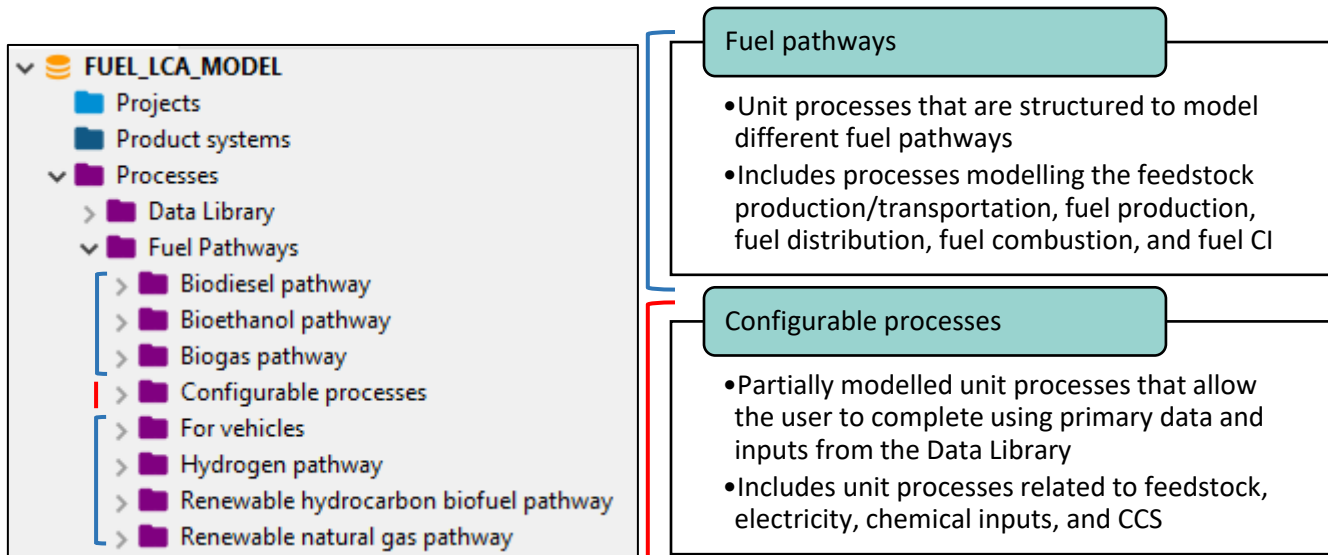 FUEL_LCA_MODEL
Projects
Product systems
Processes
Data Library
Fuel Pathways
Biodiesel pathway
Bioethanol pathway
Biogas pathway
Configurable processes
For vehicles
Hydrogen pathway
Renewable hydrocarbon biofuel pathway
Renewable natural gas pathway
Fuel pathways
•Unit processes that are structured to model
different fuel pathways
•Includes processes modelling the feedstock
production/transportation, fuel production,
fuel distribution, fuel combustion, and fuel CI
Configurable processes
•Partially modelled unit processes that allow
the user to complete using primary data and
inputs from the Data Library
•Includes unit processes related to feedstock,
electricity, chemical inputs, and CCS